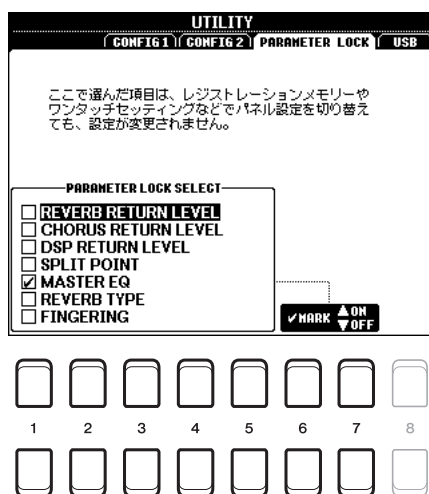 UTILITY
CONFIG 1 CONFIG 2 PARAMETER LOCK USB
ここで選んだ項目は、レジストレーションメモリーや
ワンタッチセッティングなどでパネル設定を切り替え
ても、設定が変更されません。
PARAMETER LOCK SELECT
REVERB RETURN LEVEL
CHORUS RETURN LEVEL
DSP RETURN LEVEL
SPLIT POINT
MASTER EQ
REVERB TYPE
FINGERING
✓MARK ▲ON
▼OFF
1 2 3 4 5 6 7 8